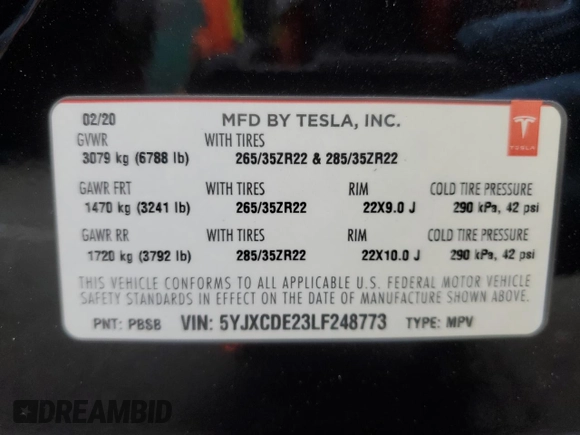 02/20 MFD BY TESLA, INC.
GVWR WITH TIRES
3079 kg (6788 lb) 265/35ZR22 & 285/35ZR22
GAWR FRT WITH TIRES RIM COLD TIRE PRESSURE
1470 kg (3241 lb) 265/35ZR22 22X9.0 J 290 kPa, 42 psi
GAWR RR WITH TIRES RIM COLD TIRE PRESSURE
1720 kg (3792 lb) 285/35ZR22 22X10.0 J 290 kPa, 42 psi
THIS VEHICLE CONFORMS TO ALL APPLICABLE U.S. FEDERAL MOTOR VEHICLE
SAFETY STANDARDS IN EFFECT ON THE DATE OF MANUFACTURE SHOWN ABOVE.
PNT: PBSB VIN: 5YJXCDE23LF248773 TYPE: MPV
TESLA
DREAMBID